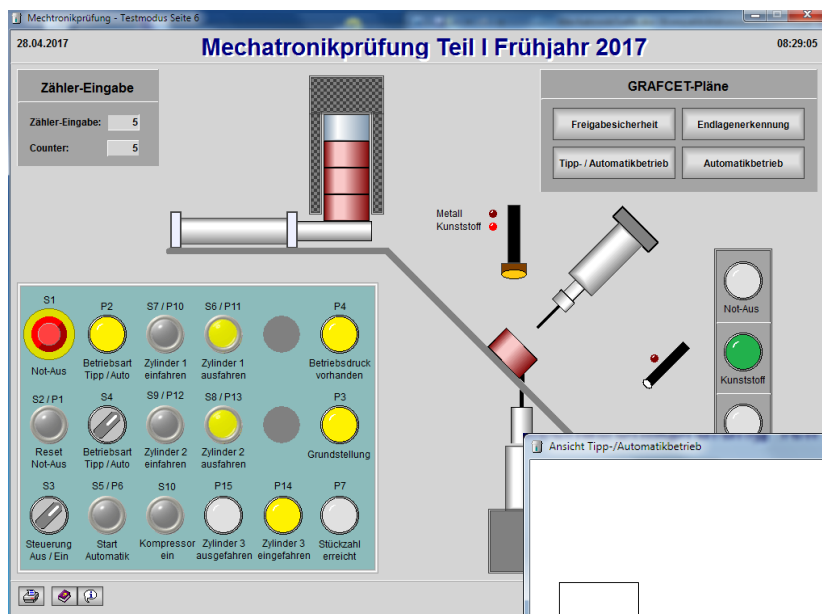 Mechtronikprüfung - Testmodus Seite 6
28.04.2017
Mechatronikprüfung Teil I Frühjahr 2017
08:29:05
Zähler-Eingabe
Zähler-Eingabe: 5
Counter: 5
GRAFCET-Pläne
Freigabesicherheit
Endlagenerkennung
Tipp- / Automatikbetrieb
Automatikbetrieb
Metall
Kunststoff
Not-Aus
Kunststoff
S1
P2
S7 / P10
S6 / P11
P4
Not-Aus
Betriebsart
Tipp / Auto
Zylinder 1
einfahren
Zylinder 1
ausfahren
Betriebsdruck
vorhanden
S2 / P1
S4
S9 / P12
S8 / P13
P3
Reset
Not-Aus
Betriebsart
Tipp / Auto
Zylinder 2
einfahren
Zylinder 2
ausfahren
Grundstellung
S3
S5 / P6
S10
P15
P14
P7
Steuerung
Aus / Ein
Start
Automatik
Kompressor
ein
Zylinder 3
ausgefahren
Zylinder 3
eingefahren
Stückzahl
erreicht
Ansicht Tipp-/Automatikbetrieb